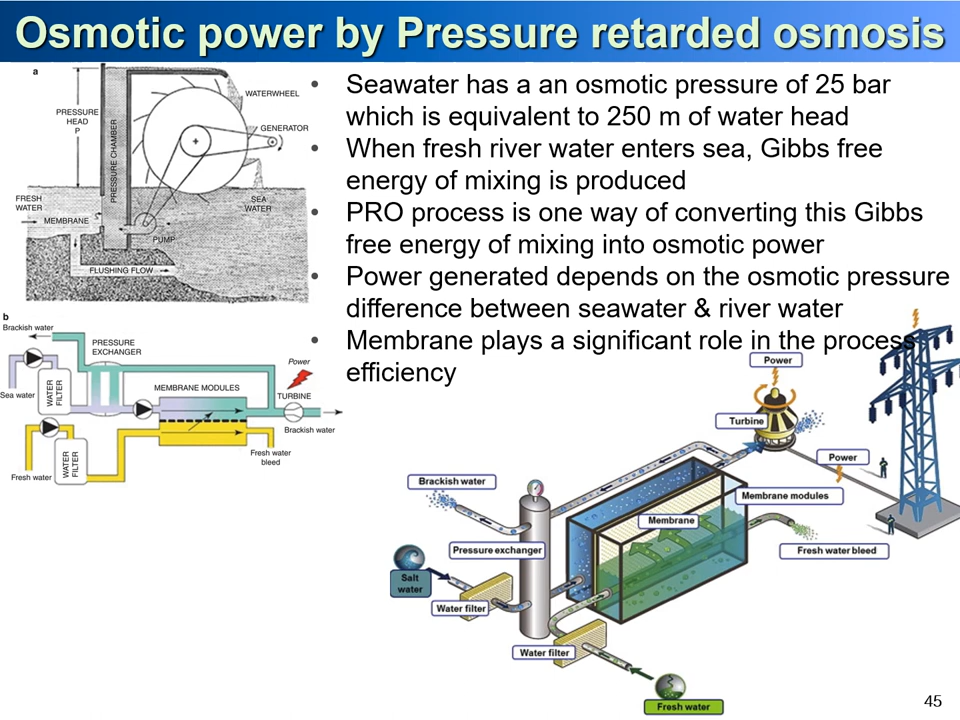 Osmotic power by Pressure retarded osmosis
• Seawater has a an osmotic pressure of 25 bar
which is equivalent to 250 m of water head
• When fresh river water enters sea, Gibbs free
energy of mixing is produced
• PRO process is one way of converting this Gibbs
free energy of mixing into osmotic power
• Power generated depends on the osmotic pressure
difference between seawater & river water
• Membrane plays a significant role in the process
efficiency
a
WATERWHEEL
PRESSURE
HEAD
P
GENERATOR
PRESSURE CHAMBER
FRESH
WATER
SEA
WATER
MEMBRANE
PUMP
FLUSHING FLOW
b
Brackish water
PRESSURE
EXCHANGER
Power
MEMBRANE MODULES
TURBINE
Sea water
WATER
FILTER
Brackish water
Fresh water
bleed
WATER
FILTER
Fresh water
Power
Turbine
Power
Brackish water
Membrane modules
Membrane
Pressure exchanger
Fresh water bleed
Salt
water
Water filter
Water filter
Fresh water
45